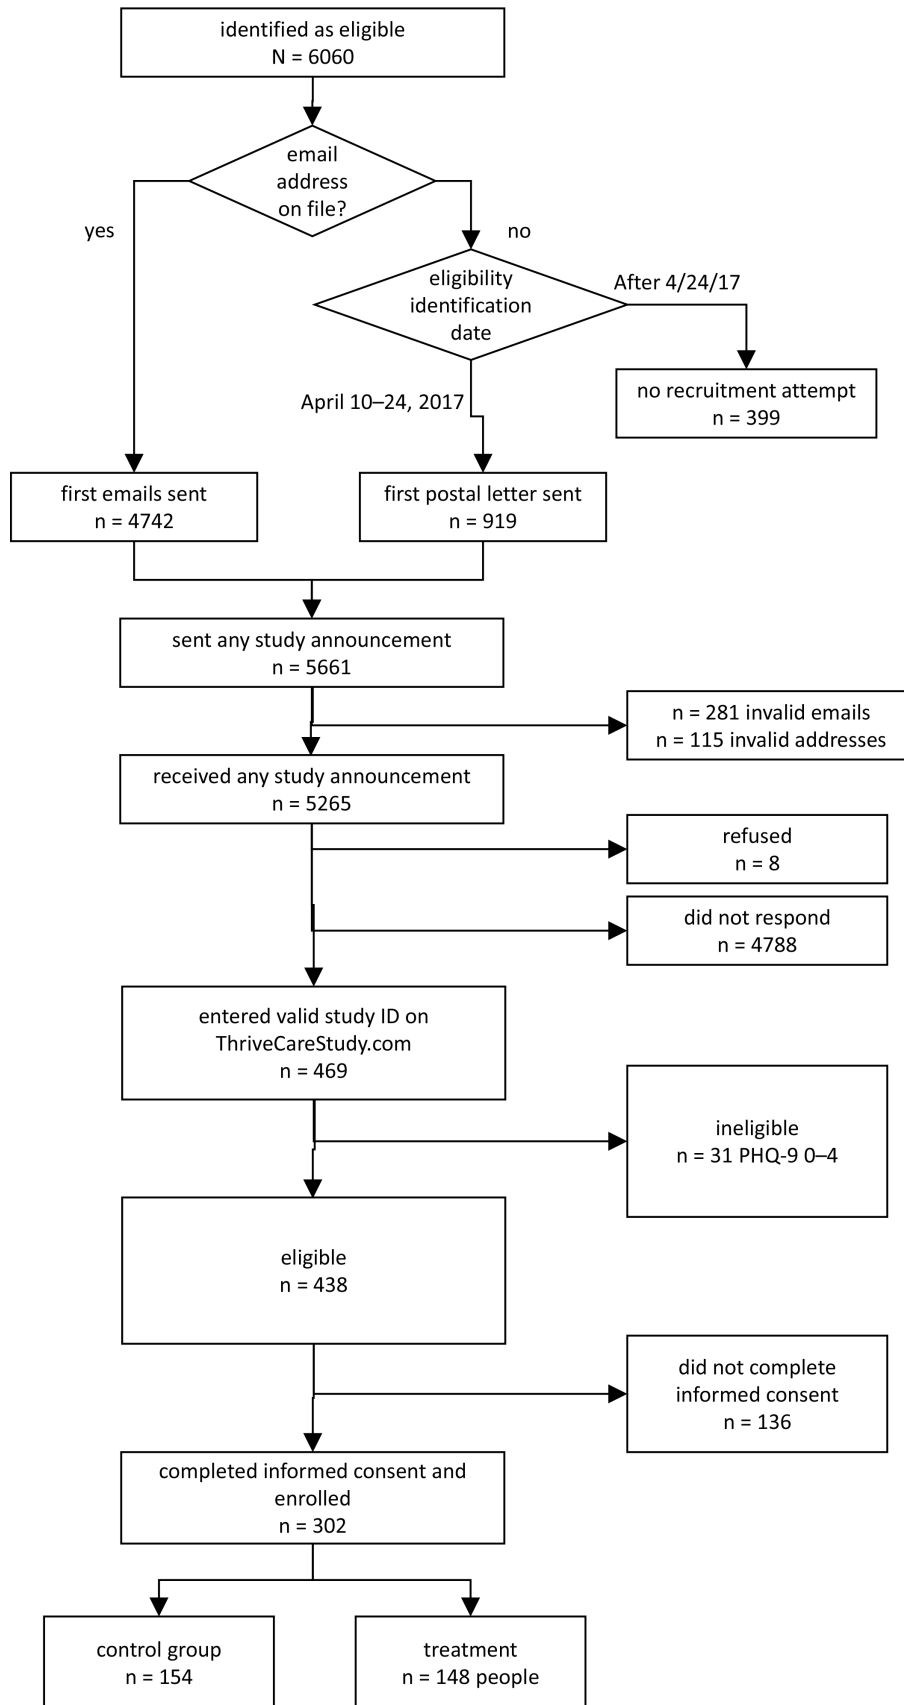 identified as eligible
N = 6060
email
address
on file?
yes
no
eligibility
identification
date
After 4/24/17
no recruitment attempt
n = 399
April 10–24, 2017
first emails sent
n = 4742
first postal letter sent
n = 919
sent any study announcement
n = 5661
n = 281 invalid emails
n = 115 invalid addresses
received any study announcement
n = 5265
refused
n = 8
did not respond
n = 4788
entered valid study ID on
ThriveCareStudy.com
n = 469
ineligible
n = 31 PHQ-9 0–4
eligible
n = 438
did not complete
informed consent
n = 136
completed informed consent and
enrolled
n = 302
control group
n = 154
treatment
n = 148 people